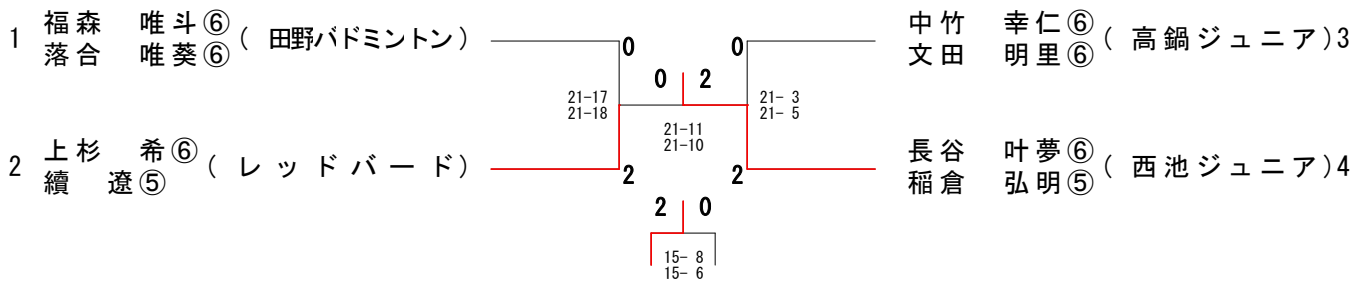 1 福森 唯斗⑥ ( 田野バドミントン )
落合 唯葵⑥
0
0
中竹 幸仁⑥ ( 高鍋ジュニア) 3
文田 明里⑥
0 2
21-17
21-18
21- 3
21- 5
21-11
21-10
2 上杉 希⑥ ( レッドバード )
續 遼⑤
2
2
長谷 叶夢⑥ ( 西池ジュニア) 4
稲倉 弘明⑤
2 0
15- 8
15- 6